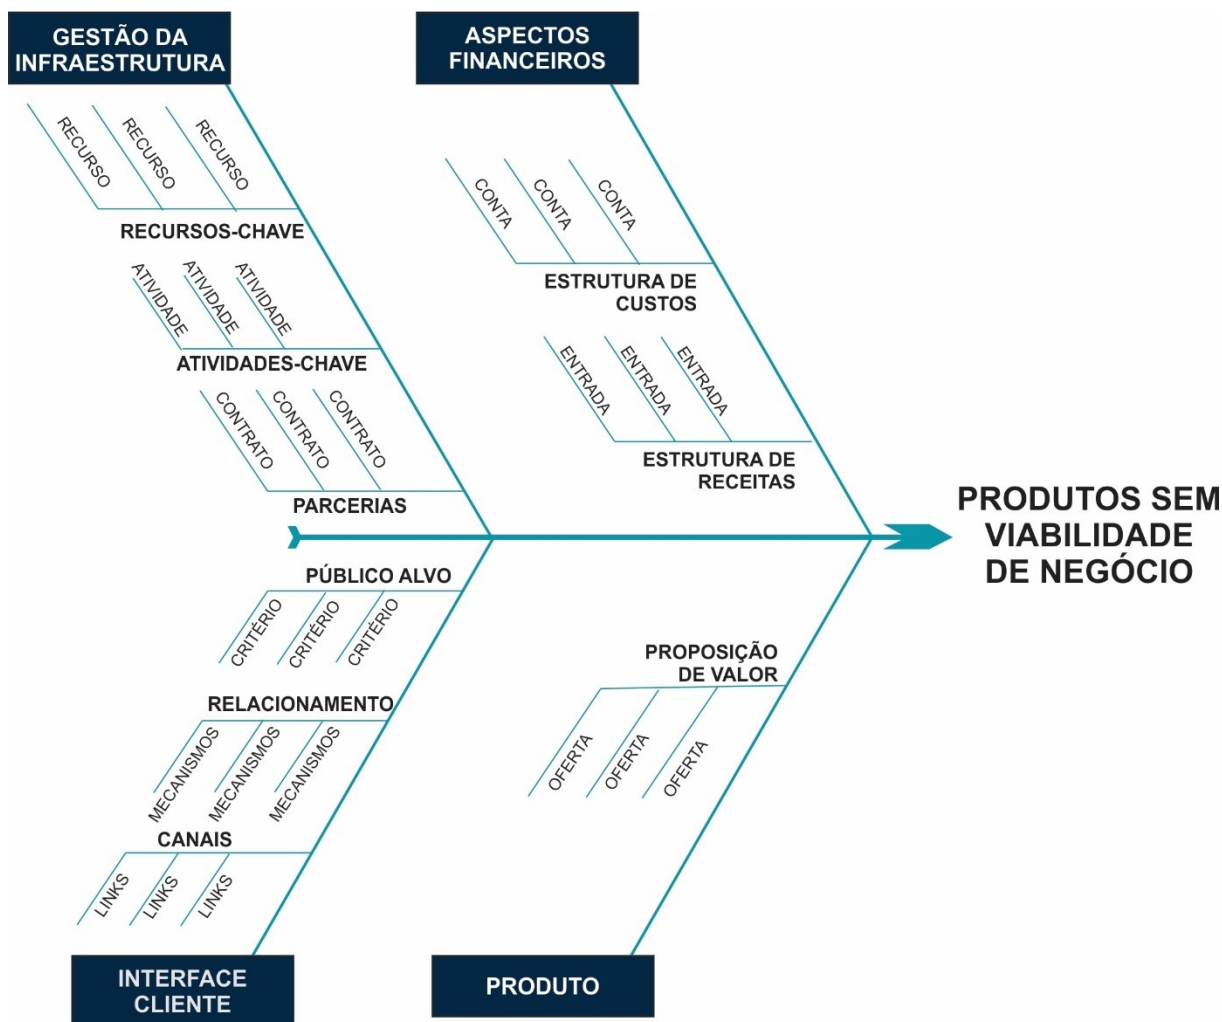 GESTÃO DA
INFRAESTRUTURA
RECURSO
RECURSO
RECURSO
RECURSOS-CHAVE
ATIVIDADE
ATIVIDADE
ATIVIDADE
ATIVIDADES-CHAVE
CONTRATO
CONTRATO
CONTRATO
PARCERIAS
ASPECTOS
FINANCEIROS
CONTA
CONTA
CONTA
ESTRUTURA DE
CUSTOS
ENTRADA
ENTRADA
ENTRADA
ESTRUTURA DE
RECEITAS
PRODUTOS SEM
VIABILIDADE
DE NEGÓCIO
PÚBLICO ALVO
CRITÉRIO
CRITÉRIO
CRITÉRIO
RELACIONAMENTO
MECANISMOS
MECANISMOS
MECANISMOS
CANAIS
LINKS
LINKS
LINKS
INTERFACE
CLIENTE
PROPOSIÇÃO
DE VALOR
OFERTA
OFERTA
OFERTA
PRODUTO